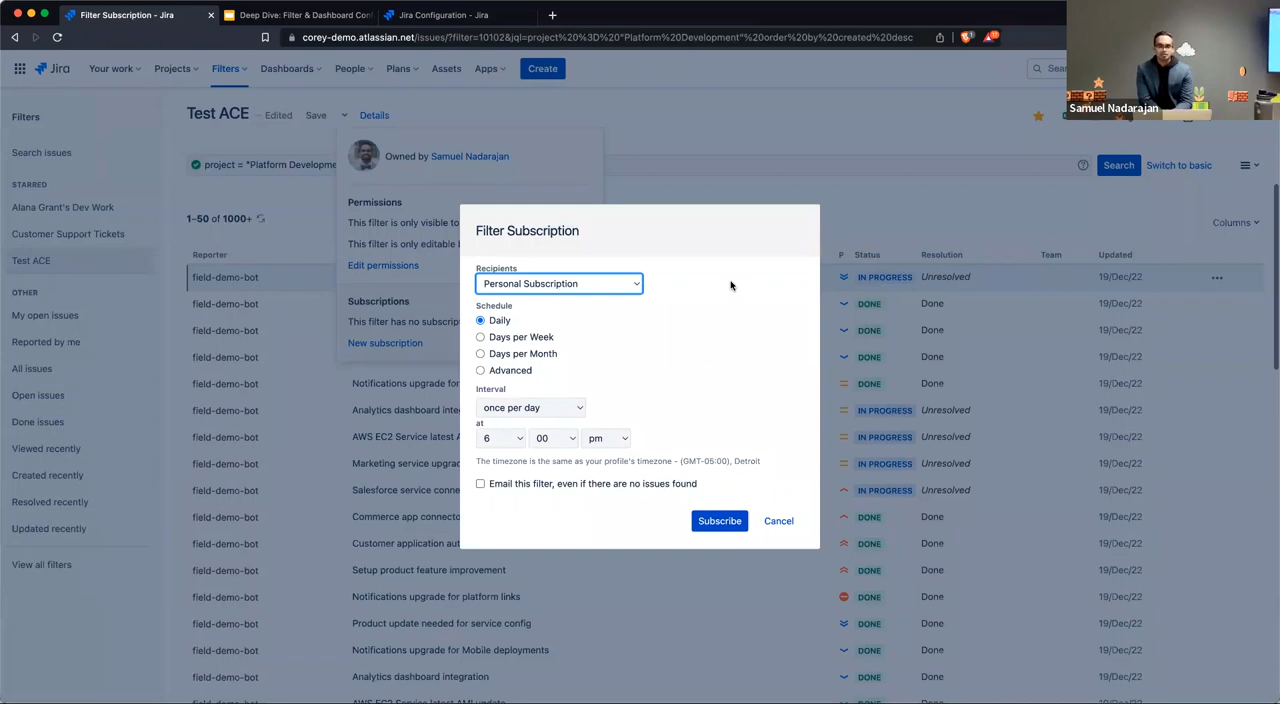 Filter Subscription - Jira
Deep Dive: Filter & Dashboard Con
Jira Configuration - Jira
corey-demo.atlassian.net/issues/?filter=10102&jql=project%20%3D%20"Platform%20Development"%20order%20by%20created%20desc
Jira
Your work
Projects
Filters
Dashboards
People
Plans
Assets
Apps
Create
Sea
Samuel Nadarajan
Filters
Search issues
STARRED
Alana Grant's Dev Work
Customer Support Tickets
Test ACE
OTHER
My open issues
Reported by me
All issues
Open issues
Done issues
Viewed recently
Created recently
Resolved recently
Updated recently
View all filters
Test ACE
Edited
Save
Details
project = "Platform Developme
Search
Switch to basic
1–50 of 1000+
Columns
Owned by Samuel Nadarajan
Permissions
This filter is only visible to
This filter is only editable b
Edit permissions
Subscriptions
This filter has no subscrip
New subscription
Filter Subscription
Recipients
Personal Subscription
Schedule
Daily
Days per Week
Days per Month
Advanced
Interval
once per day
at
6 00 pm
The timezone is the same as your profile's timezone - (GMT-05:00), Detroit
Email this filter, even if there are no issues found
Subscribe
Cancel
Reporter P Status Resolution Team Updated
field-demo-bot IN PROGRESS Unresolved 19/Dec/22
field-demo-bot DONE Done 19/Dec/22
field-demo-bot DONE Done 19/Dec/22
field-demo-bot DONE Done 19/Dec/22
field-demo-bot Notifications upgrade fo DONE Done 19/Dec/22
field-demo-bot Analytics dashboard inte IN PROGRESS Unresolved 19/Dec/22
field-demo-bot AWS EC2 Service latest A IN PROGRESS Unresolved 19/Dec/22
field-demo-bot Marketing service upgrad IN PROGRESS Unresolved 19/Dec/22
field-demo-bot Salesforce service conne IN PROGRESS Unresolved 19/Dec/22
field-demo-bot Commerce app connecto DONE Done 19/Dec/22
field-demo-bot Customer application aut DONE Done 19/Dec/22
field-demo-bot Setup product feature improvement DONE Done 19/Dec/22
field-demo-bot Notifications upgrade for platform links DONE Done 19/Dec/22
field-demo-bot Product update needed for service config DONE Done 19/Dec/22
field-demo-bot Notifications upgrade for Mobile deployments DONE Done 19/Dec/22
field-demo-bot Analytics dashboard integration DONE Done 19/Dec/22